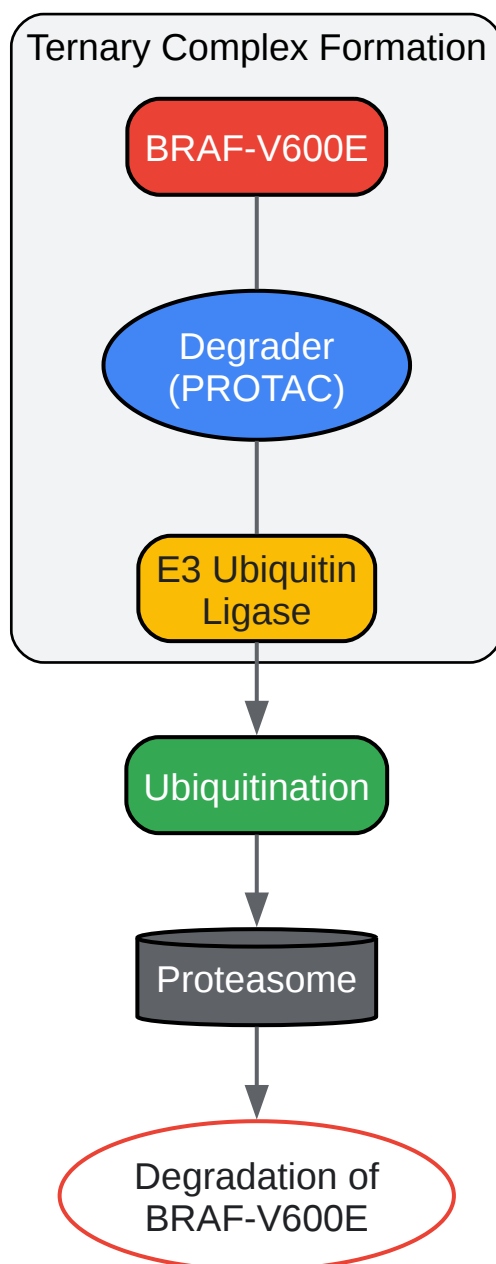 Ternary Complex Formation
BRAF-V600E
Degrader
(PROTAC)
E3 Ubiquitin
Ligase
Ubiquitination
Proteasome
Degradation of
BRAF-V600E